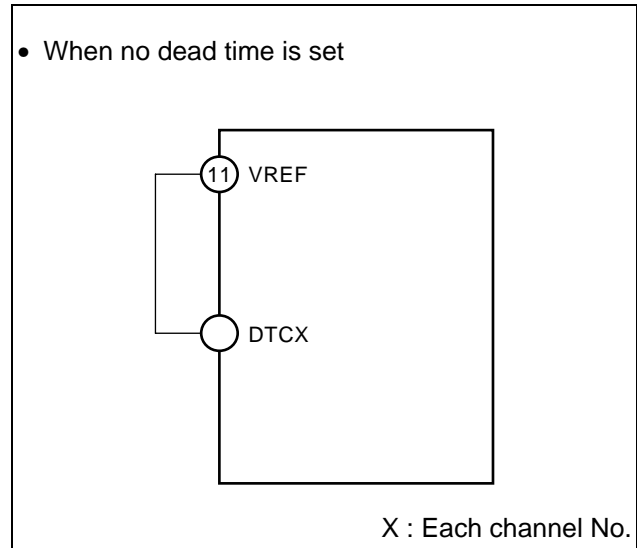 • When no dead time is set
11 VREF
DTCX
X : Each channel No.